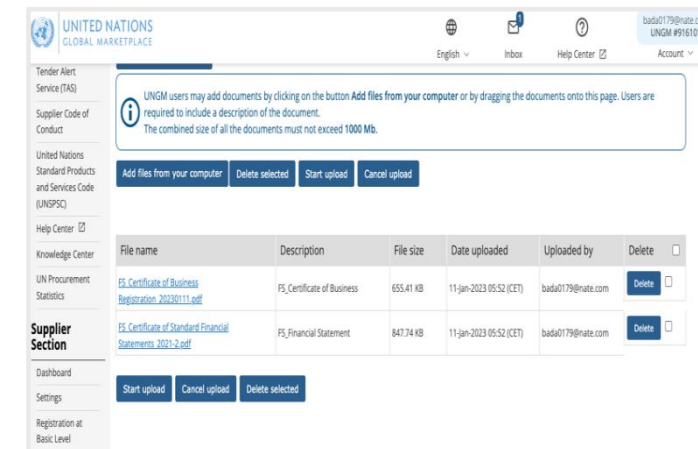 UNITED NATIONS
GLOBAL MARKETPLACE
English
1
Inbox
Help Center
bada0179@nate.c
UNGM #91610
Account
Tender Alert
Service (TAS)
Supplier Code of
Conduct
United Nations
Standard Products
and Services Code
(UNSPSC)
Help Center
Knowledge Center
UN Procurement
Statistics
Supplier
Section
Dashboard
Settings
Registration at
Basic Level
UNGM users may add documents by clicking on the button Add files from your computer or by dragging the documents onto this page. Users are
required to include a description of the document.
The combined size of all the documents must not exceed 1000 Mb.
Add files from your computer Delete selected Start upload Cancel upload
File name Description File size Date uploaded Uploaded by Delete
FS_Certificate of Business
Registration_20230111.pdf
FS_Certificate of Business 655.41 KB 11-Jan-2023 05:52 (CET) bada0179@nate.com Delete
FS_Certificate of Standard Financial
Statements_2021-2.pdf
FS_Financial Statement 847.74 KB 11-Jan-2023 05:52 (CET) bada0179@nate.com Delete
Start upload Cancel upload Delete selected